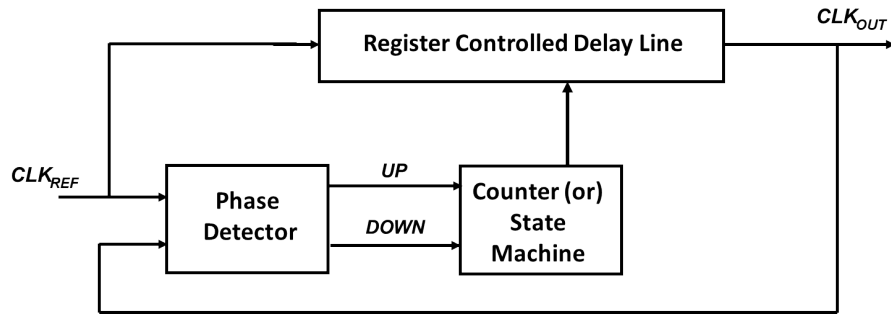 CLK_OUT
Register Controlled Delay Line
CLK_REF
UP
Phase
Detector
Counter (or)
State
Machine
DOWN